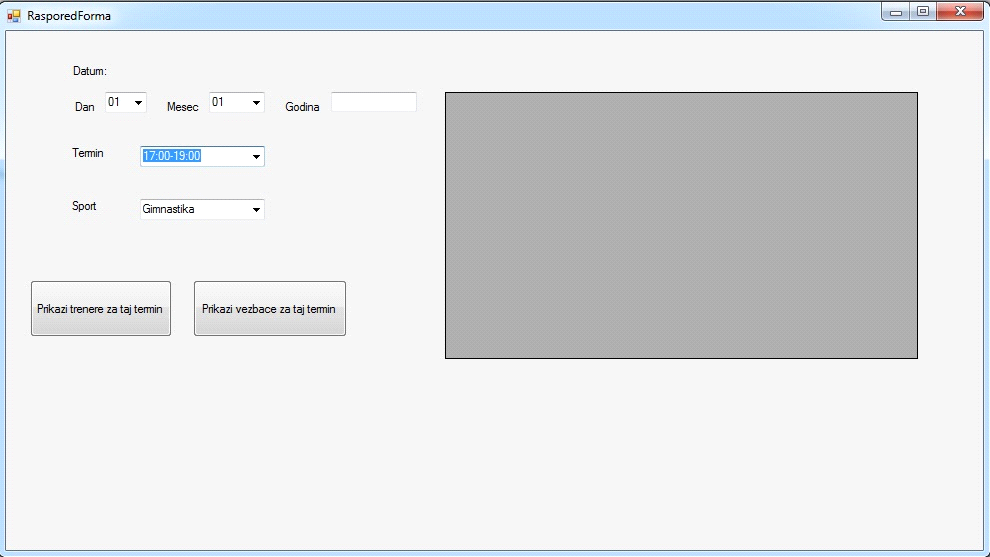 RasporedForma
Datum:
Dan 01 Mesec 01 Godina
Termin 17:00-19:00
Sport Gimnastika
Prikazi trenere za taj termin Prikazi vezbace za taj termin